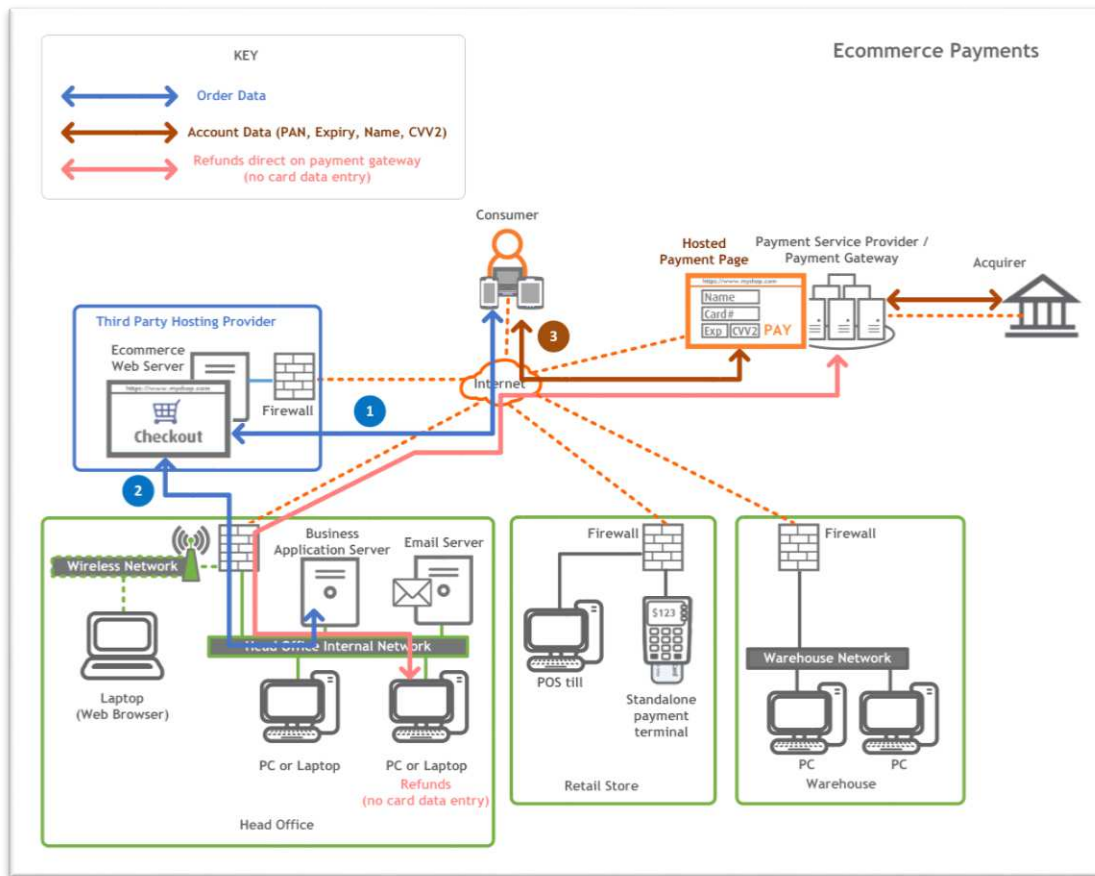 Ecommerce Payments
KEY
Order Data
Account Data (PAN, Expiry, Name, CVV2)
Refunds direct on payment gateway
(no card data entry)
Consumer
Hosted
Payment Page
Payment Service Provider /
Payment Gateway
Acquirer
https://www.myshop.com
Name
Card#
Exp CVV2 PAY
3
Third Party Hosting Provider
Ecommerce
Web Server
https://www.myshop.com
Checkout
Firewall
Internet
1
2
Wireless Network
Business
Application Server
Email Server
Head Office Internal Network
Laptop
(Web Browser)
PC or Laptop
PC or Laptop
Refunds
(no card data entry)
Head Office
Firewall
$123
POS till
Standalone
payment
terminal
Retail Store
Firewall
Warehouse Network
PC
PC
Warehouse